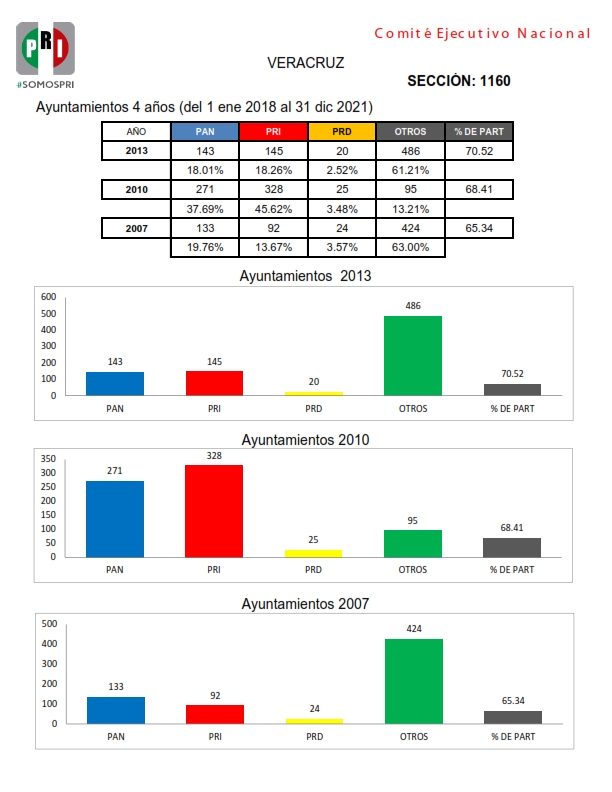 PRI
#SOMOSPRI
Comité Ejecutivo Nacional
VERACRUZ
SECCIÓN: 1160
Ayuntamientos 4 años (del 1 ene 2018 al 31 dic 2021)
AÑO PAN PRI PRD OTROS % DE PART
2013 143 145 20 486 70.52
18.01% 18.26% 2.52% 61.21%
2010 271 328 25 95 68.41
37.69% 45.62% 3.48% 13.21%
2007 133 92 24 424 65.34
19.76% 13.67% 3.57% 63.00%
Ayuntamientos 2013
600
500
400
300
200
100
0
143 145 20 486 70.52
PAN PRI PRD OTROS % DE PART
Ayuntamientos 2010
350
300
250
200
150
100
50
0
271 328 25 95 68.41
PAN PRI PRD OTROS % DE PART
Ayuntamientos 2007
500
400
300
200
100
0
133 92 24 424 65.34
PAN PRI PRD OTROS % DE PART